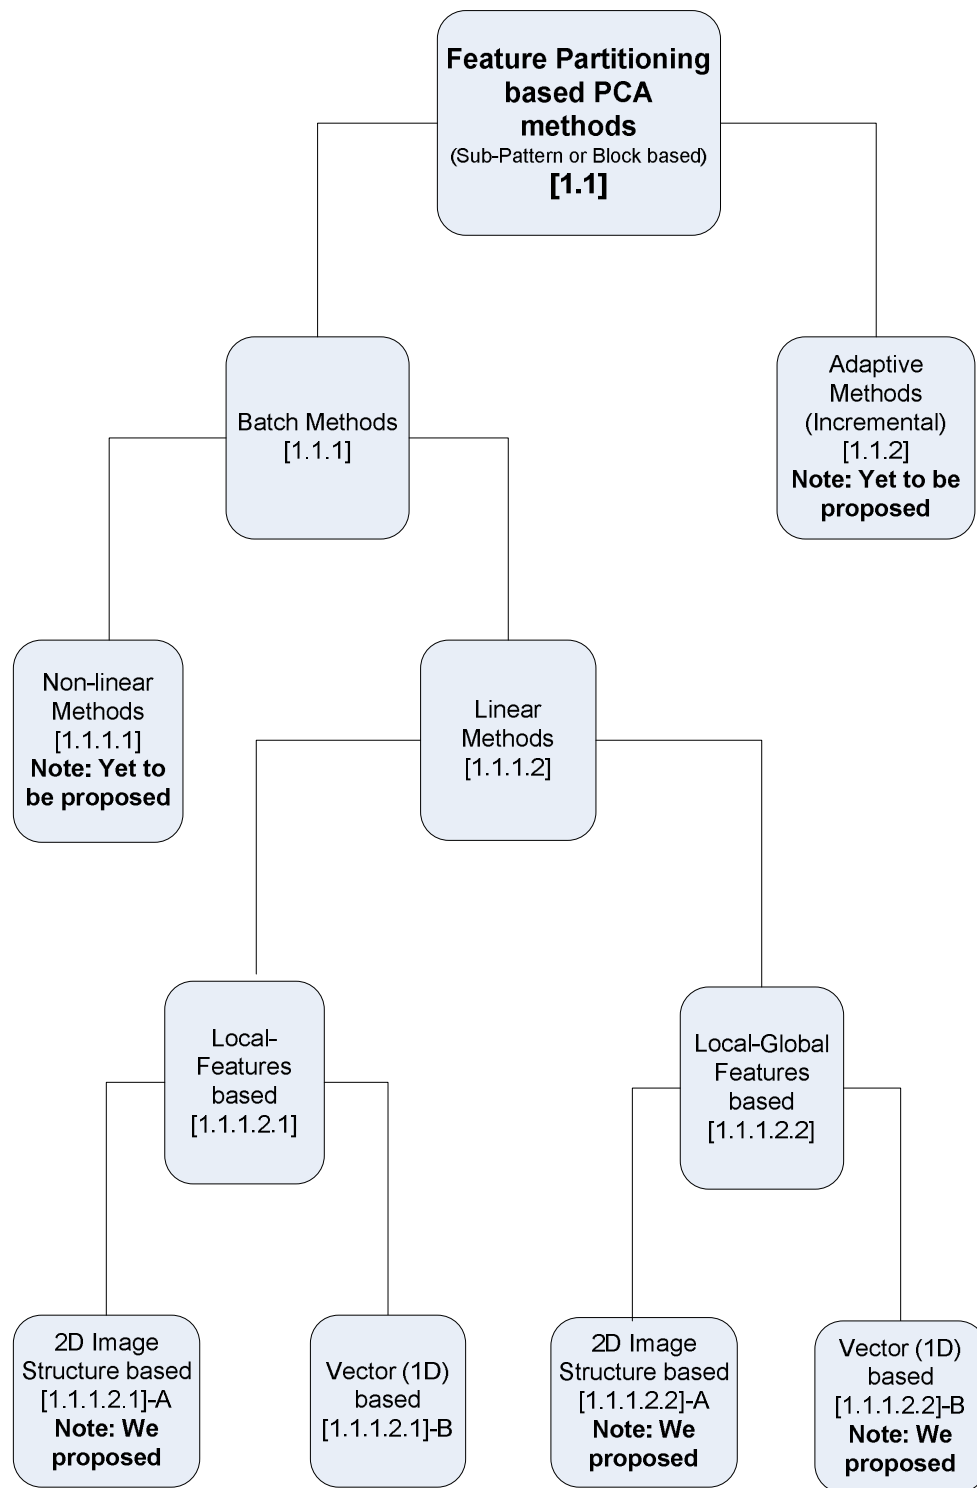 Feature Partitioning
based PCA
methods
(Sub-Pattern or Block based)
[1.1]
Batch Methods
[1.1.1]
Adaptive
Methods
(Incremental)
[1.1.2]
Note: Yet to be
proposed
Non-linear
Methods
[1.1.1.1]
Note: Yet to
be proposed
Linear
Methods
[1.1.1.2]
Local-
Features
based
[1.1.1.2.1]
Local-Global
Features
based
[1.1.1.2.2]
2D Image
Structure based
[1.1.1.2.1]-A
Note: We
proposed
Vector (1D)
based
[1.1.1.2.1]-B
2D Image
Structure based
[1.1.1.2.2]-A
Note: We
proposed
Vector (1D)
based
[1.1.1.2.2]-B
Note: We
proposed